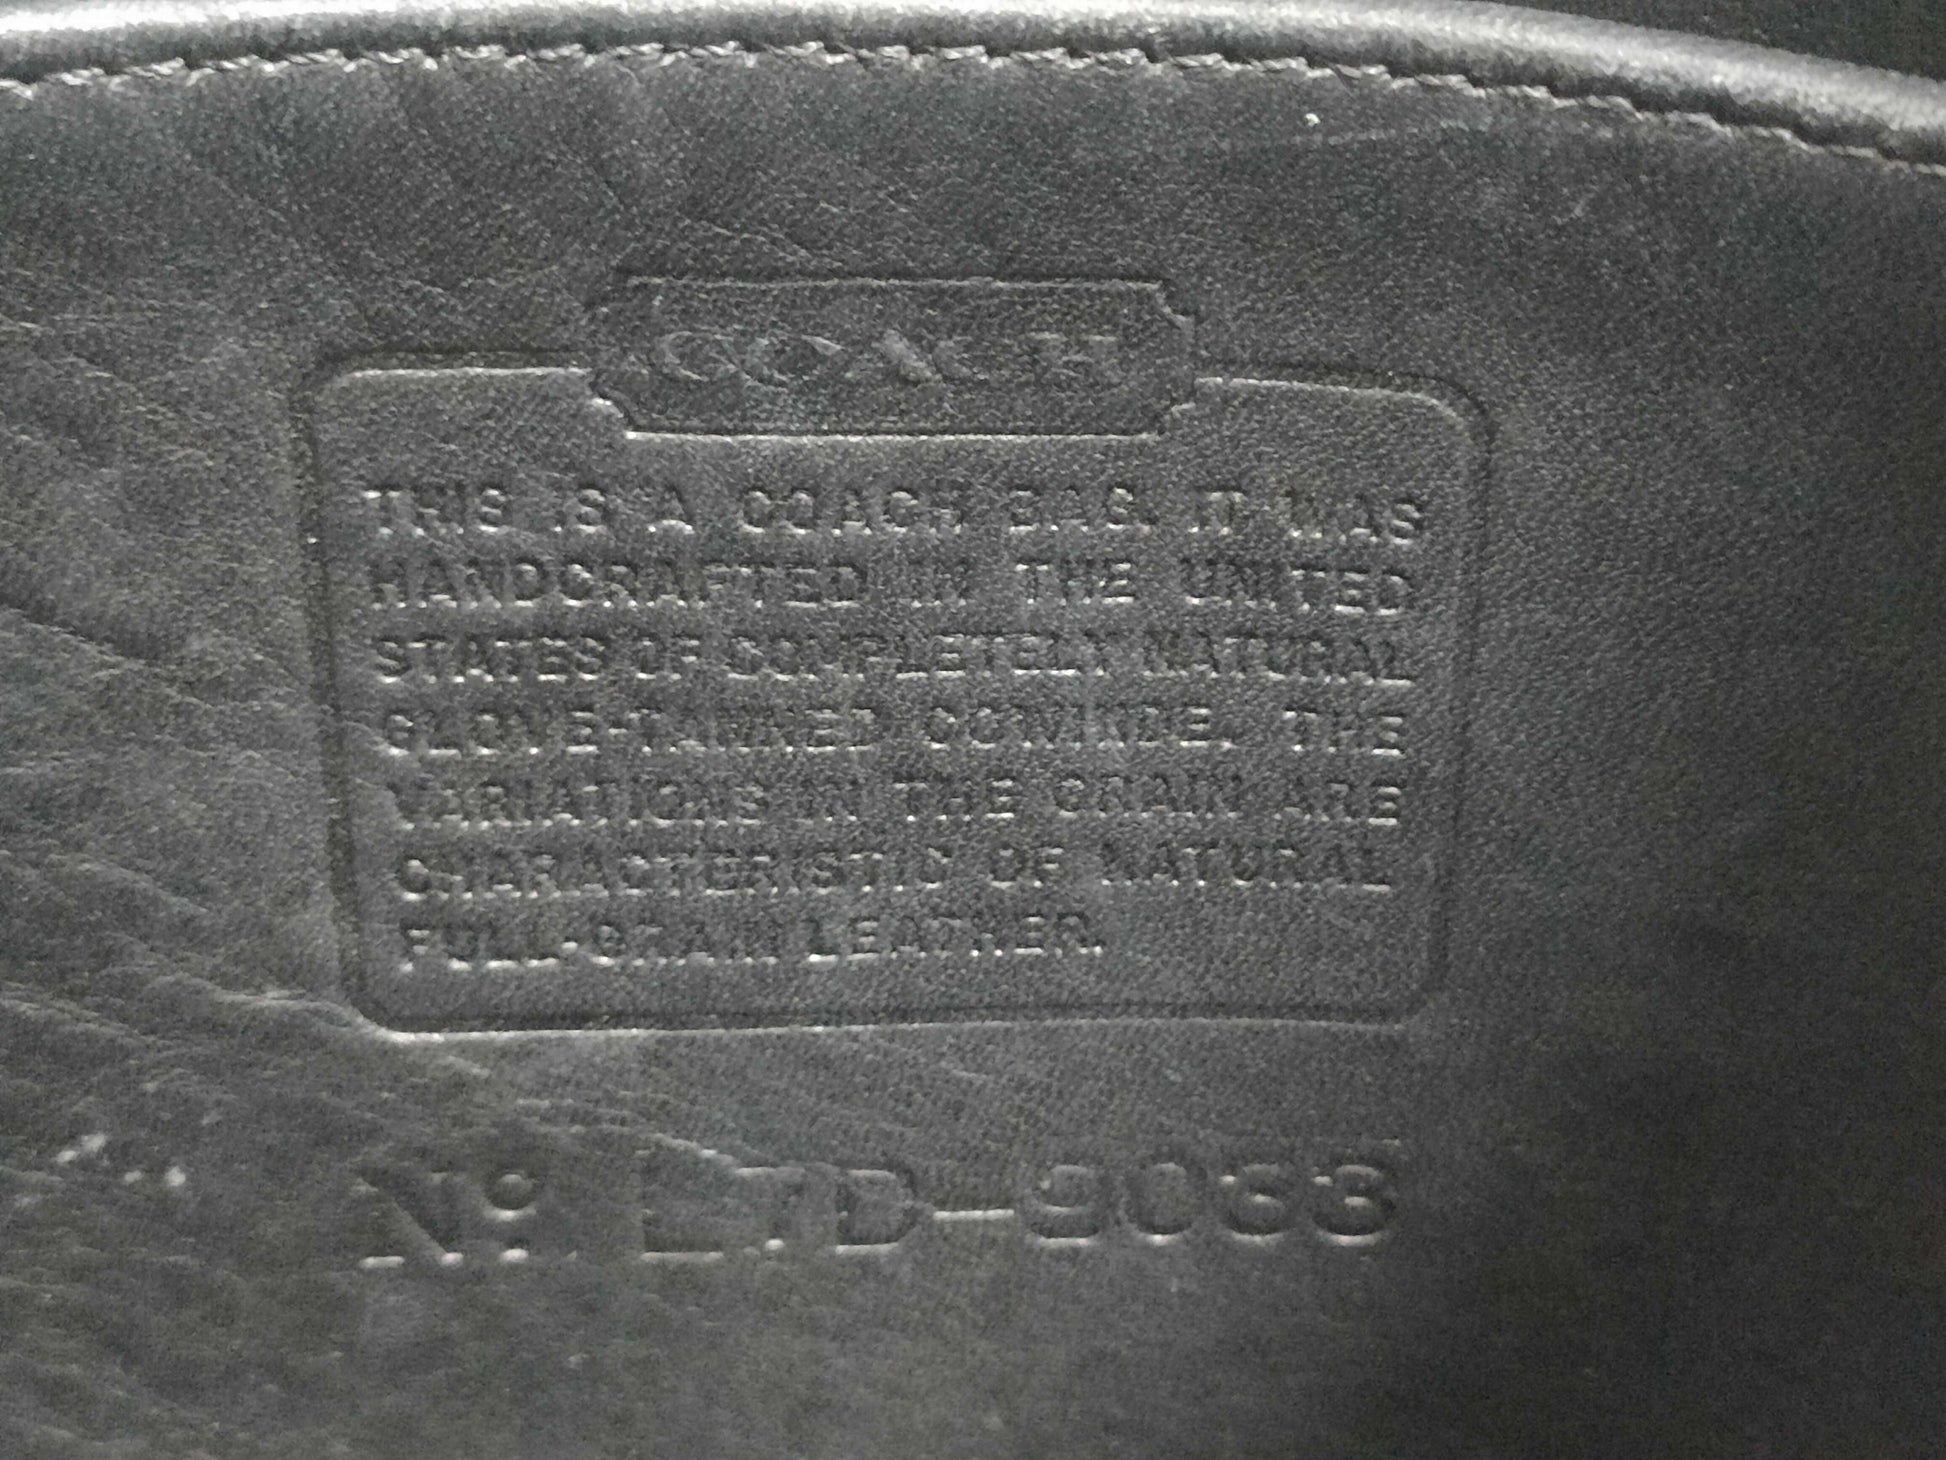 COACH
THIS IS A COACH BAG. IT WAS
HANDCRAFTED IN THE UNITED
STATES OF COMPLETELY NATURAL
GLOVE-TANNED COWHIDE. THE
VARIATIONS IN THE GRAIN ARE
CHARACTERISTIC OF NATURAL
FULL-GRAIN LEATHER.
Nº. LTD-9063